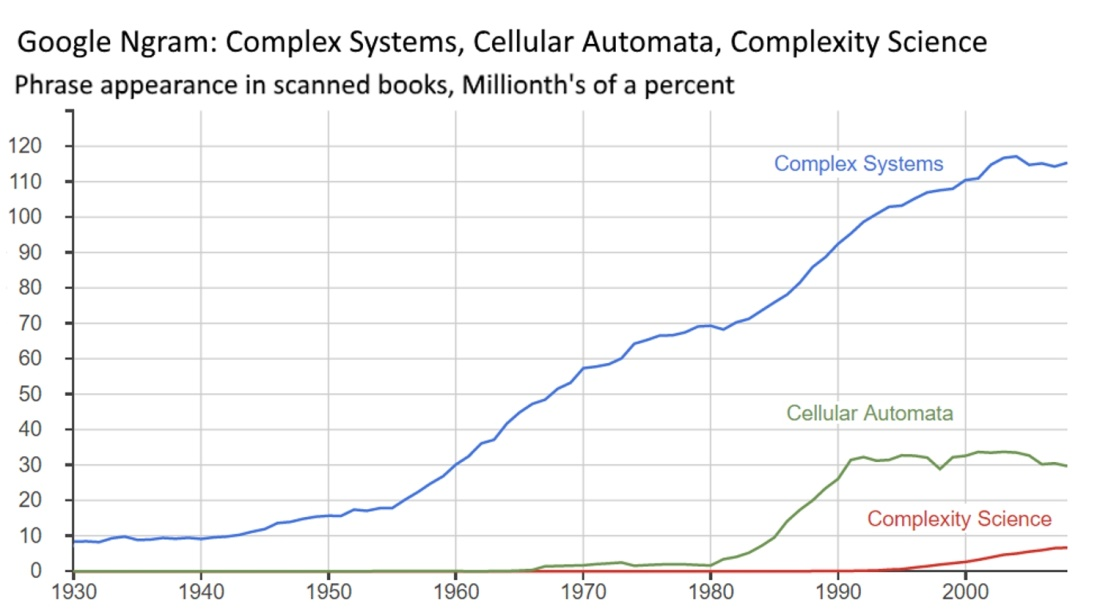 Google Ngram: Complex Systems, Cellular Automata, Complexity Science
Phrase appearance in scanned books, Millionth's of a percent
120
Complex Systems
110
100
90
80
70
60
50
Cellular Automata
40
30
20
Complexity Science
10
0
1930 1940 1950 1960 1970 1980 1990 2000